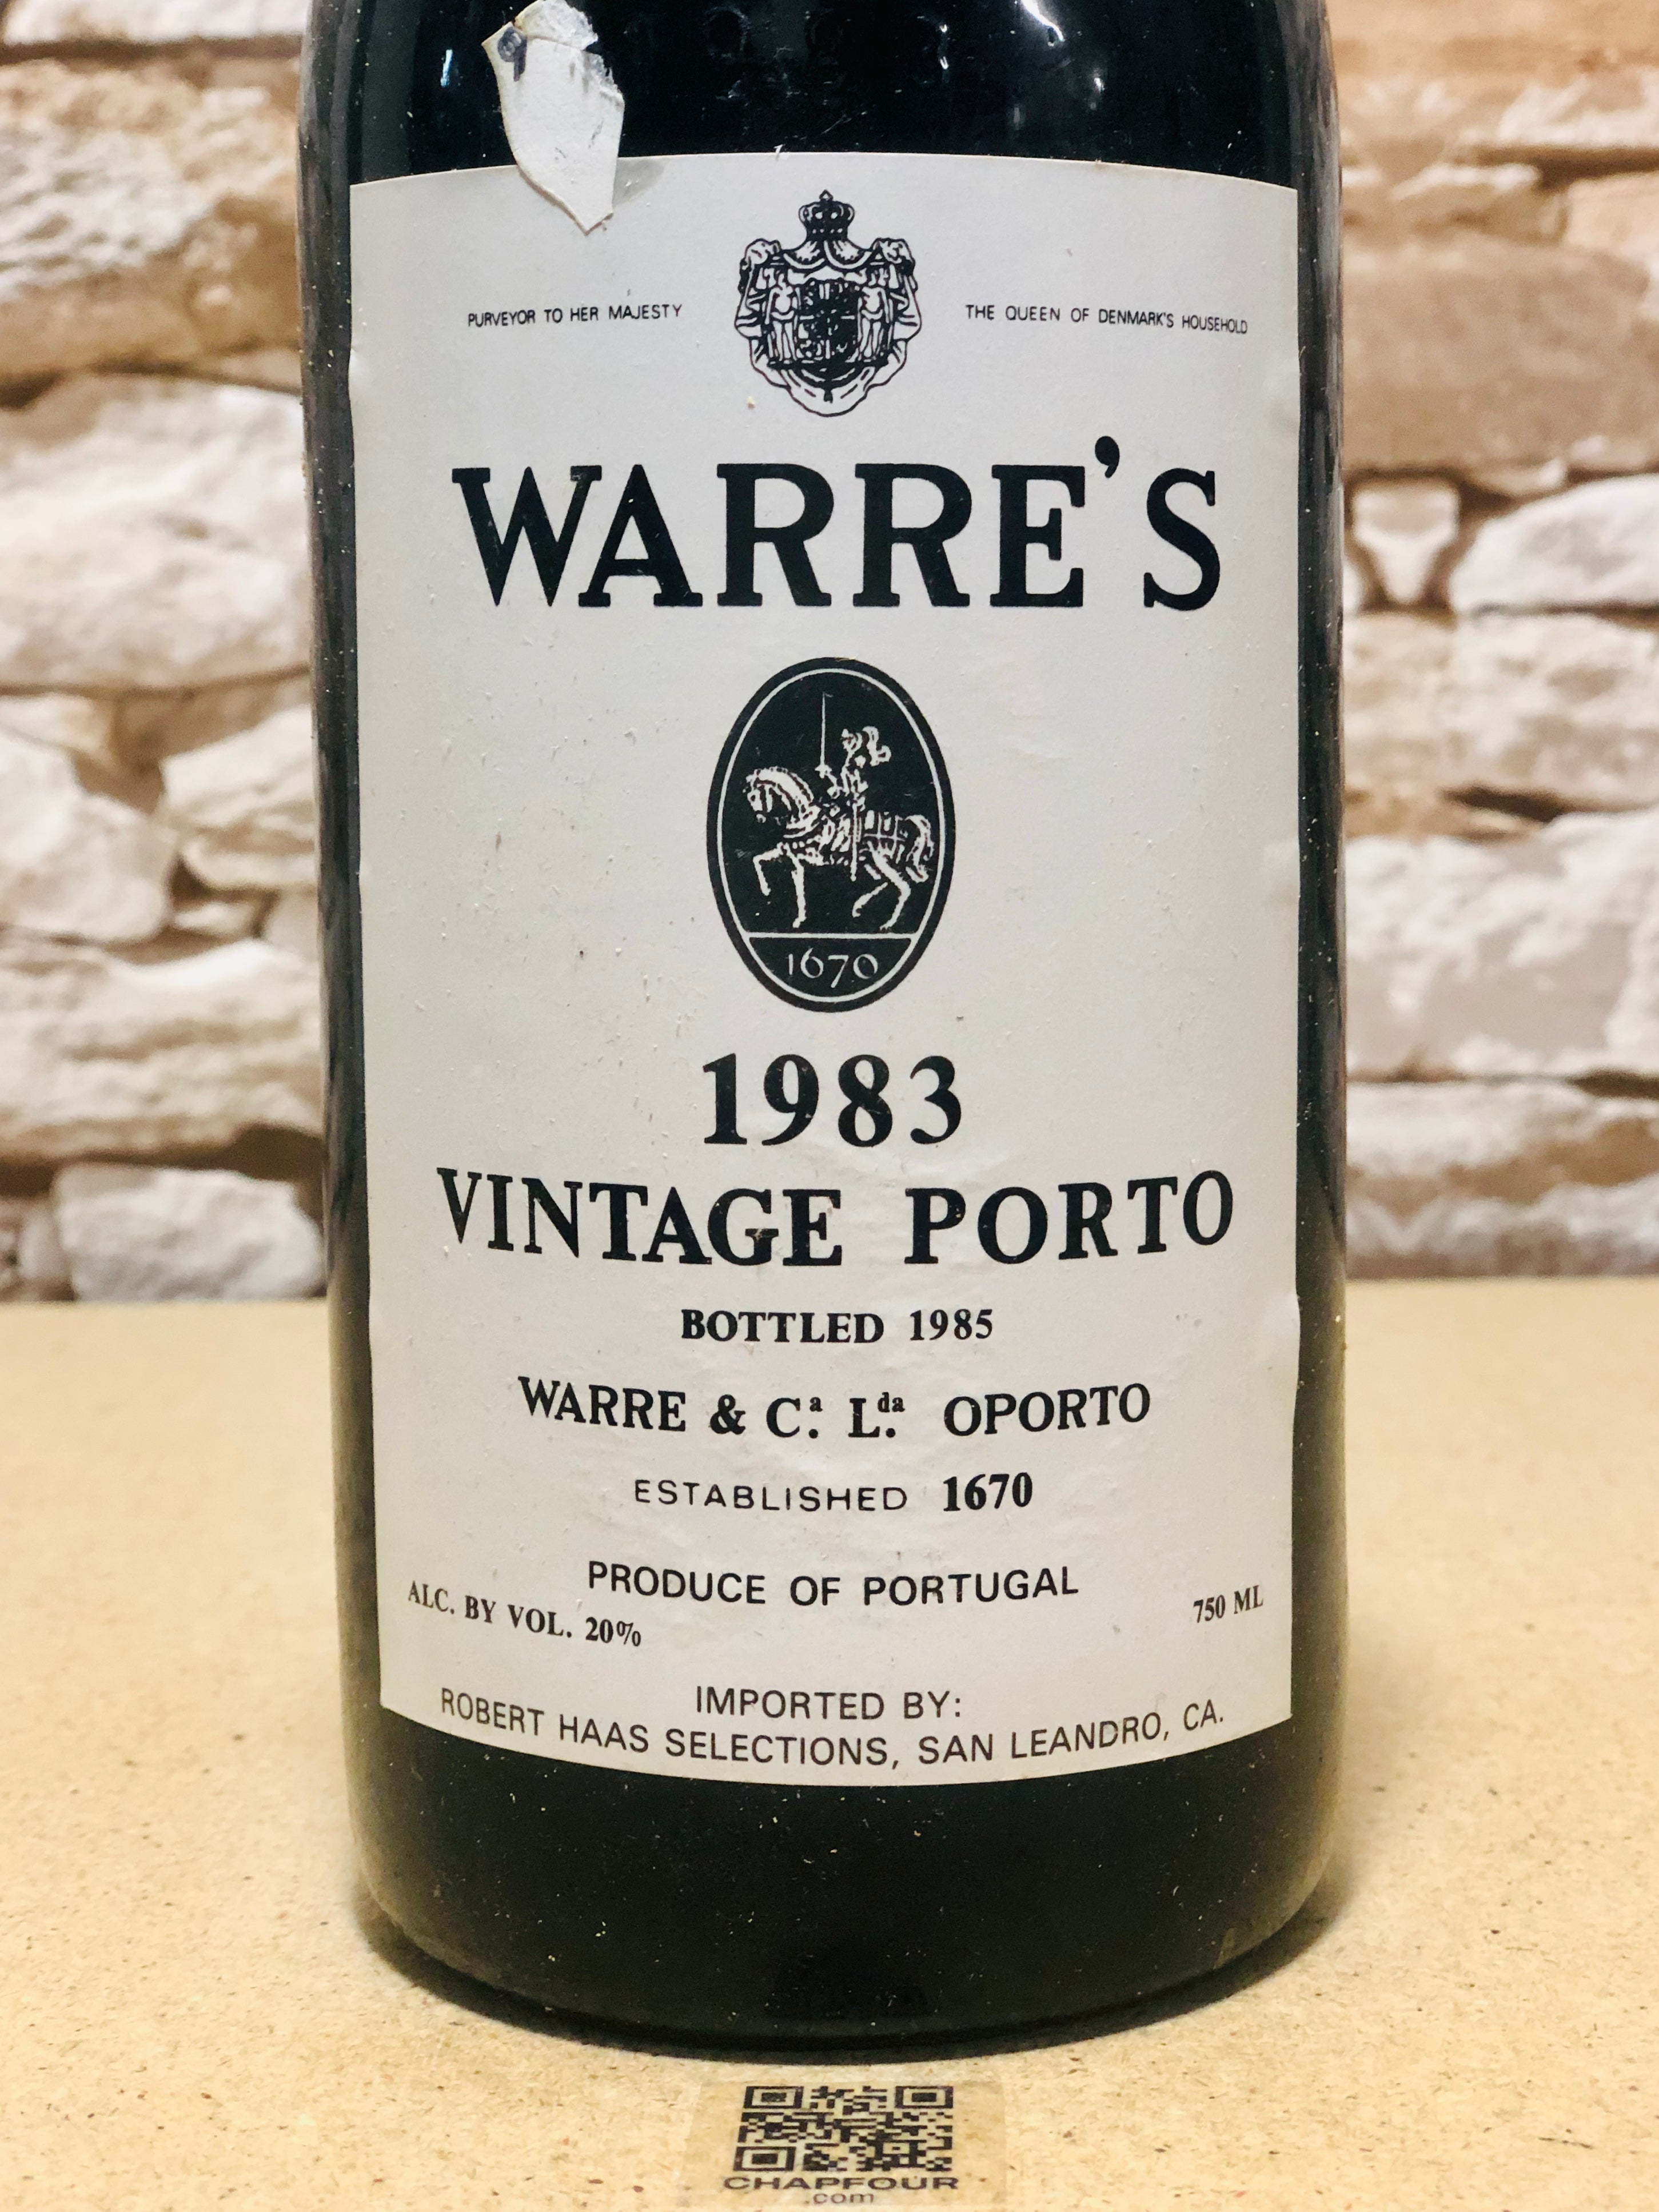 PURVEYOR TO HER MAJESTY THE QUEEN OF DENMARK'S HOUSEHOLD
WARRE'S
1670
1983
VINTAGE PORTO
BOTTLED 1985
WARRE & Cª. Lᵈᵃ. OPORTO
ESTABLISHED 1670
PRODUCE OF PORTUGAL
ALC. BY VOL. 20% 750 ML
IMPORTED BY:
ROBERT HAAS SELECTIONS, SAN LEANDRO, CA.
CHAPFOUR
.com